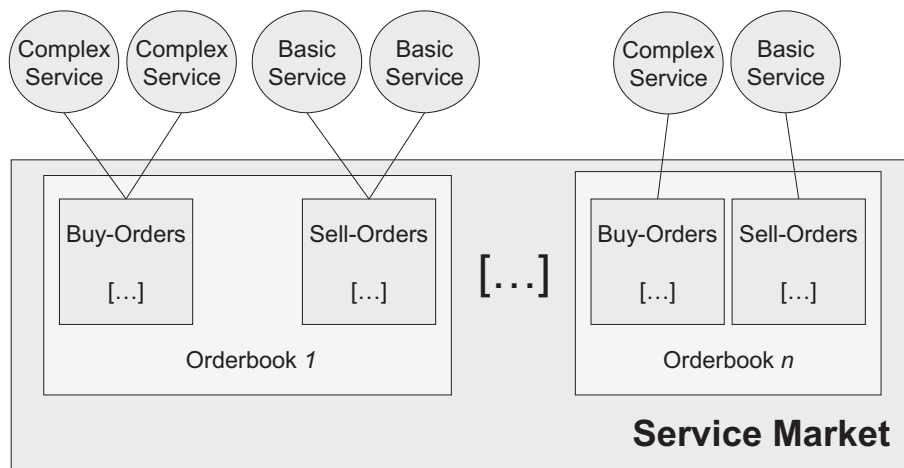 Complex
Service
Complex
Service
Basic
Service
Basic
Service
Complex
Service
Basic
Service
Buy-Orders
[…]
Sell-Orders
[…]
Orderbook 1
[…]
Buy-Orders
[…]
Sell-Orders
[…]
Orderbook n
Service Market